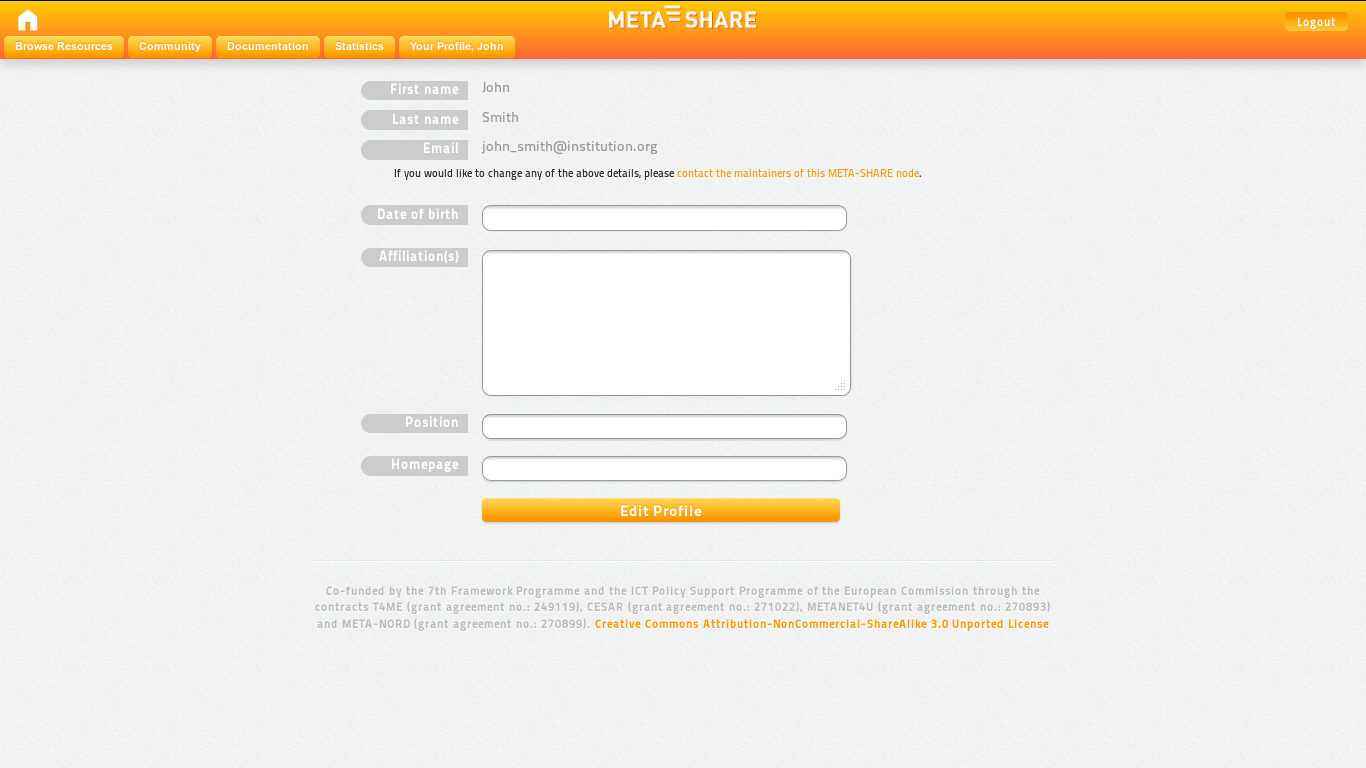 META SHARE
Logout
Browse Resources
Community
Documentation
Statistics
Your Profile, John
First name
John
Last name
Smith
Email
john_smith@institution.org
If you would like to change any of the above details, please contact the maintainers of this META-SHARE node.
Date of birth
Affiliation(s)
Position
Homepage
Edit Profile
Co-funded by the 7th Framework Programme and the ICT Policy Support Programme of the European Commission through the
contracts T4ME (grant agreement no.: 249119), CESAR (grant agreement no.: 271022), METANET4U (grant agreement no.: 270893)
and META-NORD (grant agreement no.: 270899). Creative Commons Attribution-NonCommercial-ShareAlike 3.0 Unported License